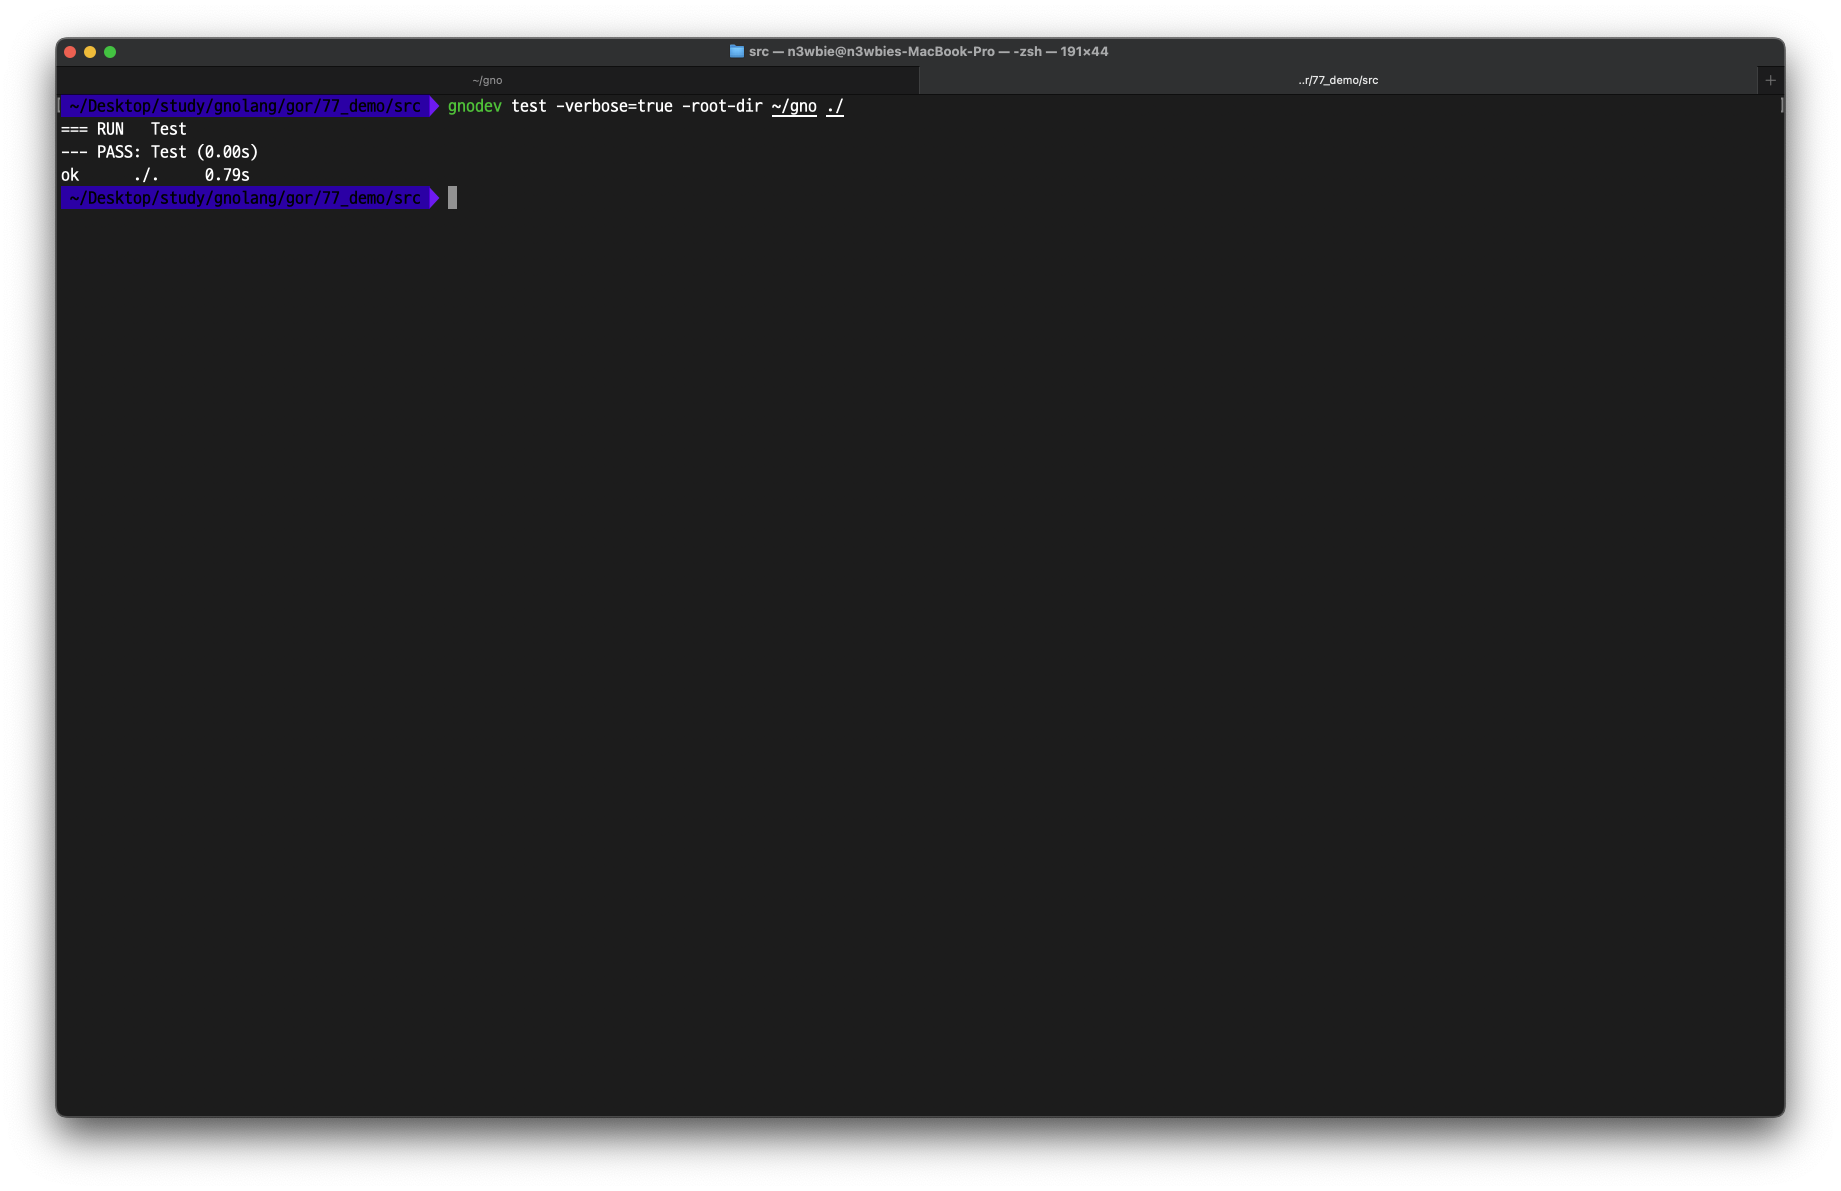 src — n3wbie@n3wbies-MacBook-Pro — -zsh — 191×44
~/gno
..r/77_demo/src
+
~/Desktop/study/gnolang/gor/77_demo/src gnodev test -verbose=true -root-dir ~/gno ./
=== RUN   Test
--- PASS: Test (0.00s)
ok      ./.     0.79s
~/Desktop/study/gnolang/gor/77_demo/src